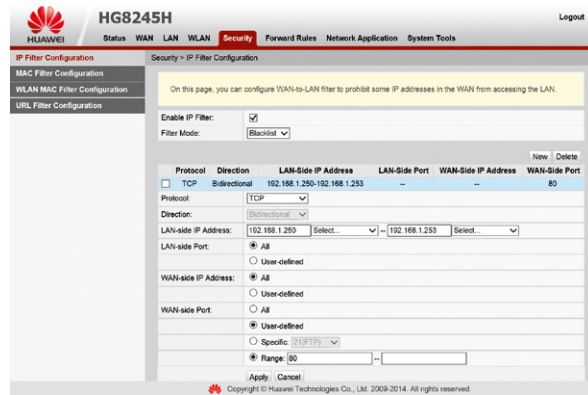 HG8245H
Logout
HUAWEI
Status WAN LAN WLAN Security Forward Rules Network Application System Tools
IP Filter Configuration
Security > IP Filter Configuration
MAC Filter Configuration
WLAN MAC Filter Configuration
URL Filter Configuration
On this page, you can configure WAN-to-LAN filter to prohibit some IP addresses in the WAN from accessing the LAN.
Enable IP Filter:
Filter Mode: Blacklist
New Delete
Protocol Direction LAN-Side IP Address LAN-Side Port WAN-Side IP Address WAN-Side Port
TCP Bidirectional 192.168.1.250-192.168.1.253 -- -- 80
Protocol: TCP
Direction: Bidirectional
LAN-side IP Address: 192.168.1.250 Select... -- 192.168.1.253 Select...
LAN-side Port: All
User-defined
WAN-side IP Address: All
User-defined
WAN-side Port: All
User-defined
Specific: 21(FTP)
Range: 80 --
Apply Cancel
Copyright © Huawei Technologies Co., Ltd. 2009-2014. All rights reserved.